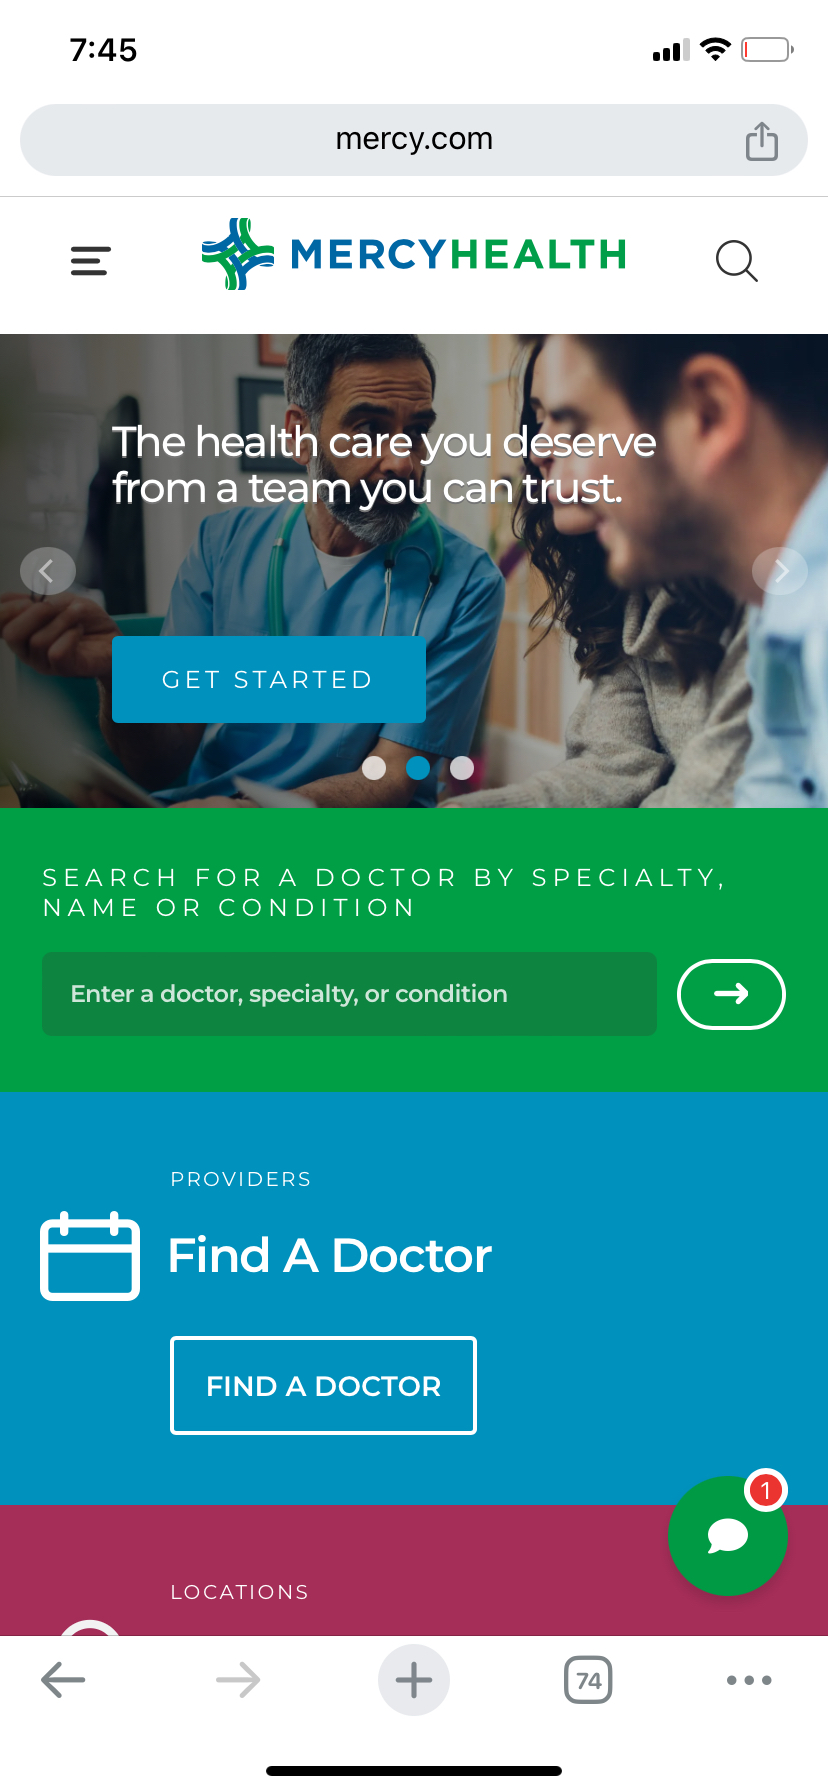 7:45
mercy.com
MERCYHEALTH
The health care you deserve
from a team you can trust.
GET STARTED
SEARCH FOR A DOCTOR BY SPECIALTY,
NAME OR CONDITION
Enter a doctor, specialty, or condition
PROVIDERS
Find A Doctor
FIND A DOCTOR
1
LOCATIONS
74